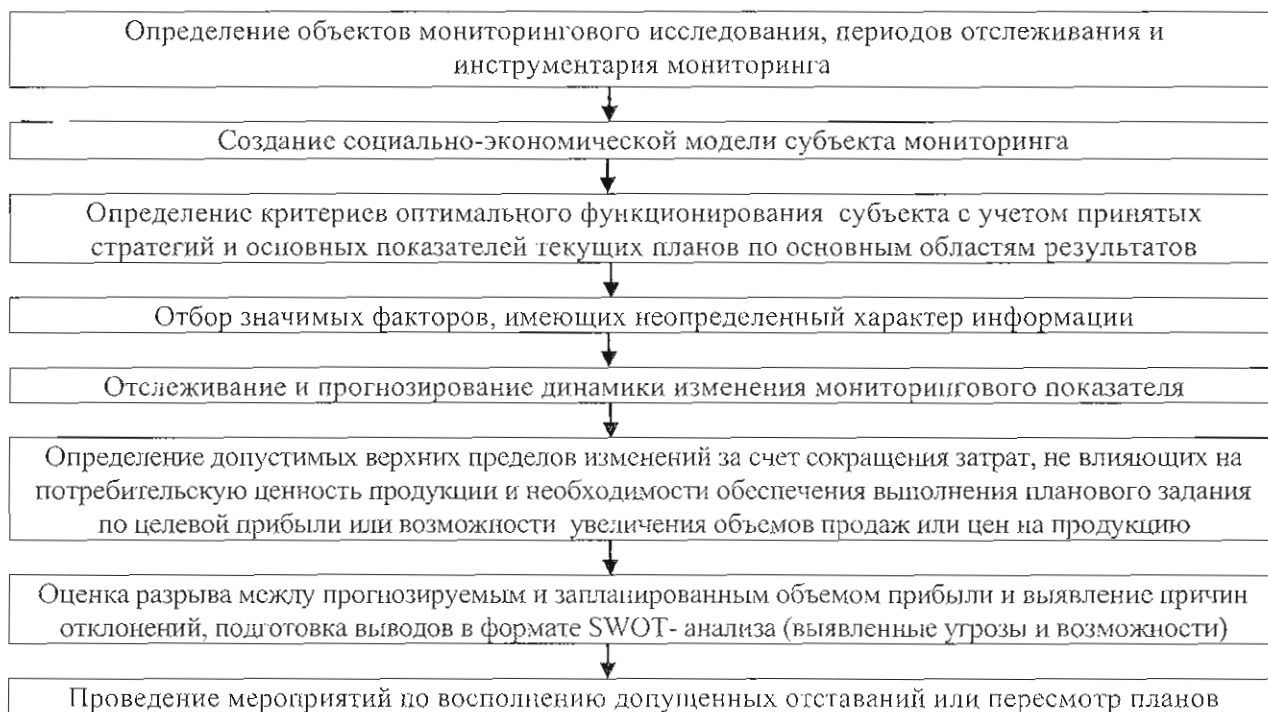 Определение объектов мониторингового исследования, периодов отслеживания и
инструментария мониторинга
Создание социально-экономической модели субъекта мониторинга
Определение критериев оптимального функционирования субъекта с учетом принятых
стратегий и основных показателей текущих планов по основным областям результатов
Отбор значимых факторов, имеющих неопределенный характер информации
Отслеживание и прогнозирование динамики изменения мониторингового показателя
Определение допустимых верхних пределов изменений за счет сокращения затрат, не влияющих на
потребительскую ценность продукции и необходимости обеспечения выполнения планового задания
по целевой прибыли или возможности увеличения объемов продаж или цен на продукцию
Оценка разрыва между прогнозируемым и запланированным объемом прибыли и выявление причин
отклонений, подготовка выводов в формате SWOT- анализа (выявленные угрозы и возможности)
Проведение мероприятий по восполнению допущенных отставаний или пересмотр планов